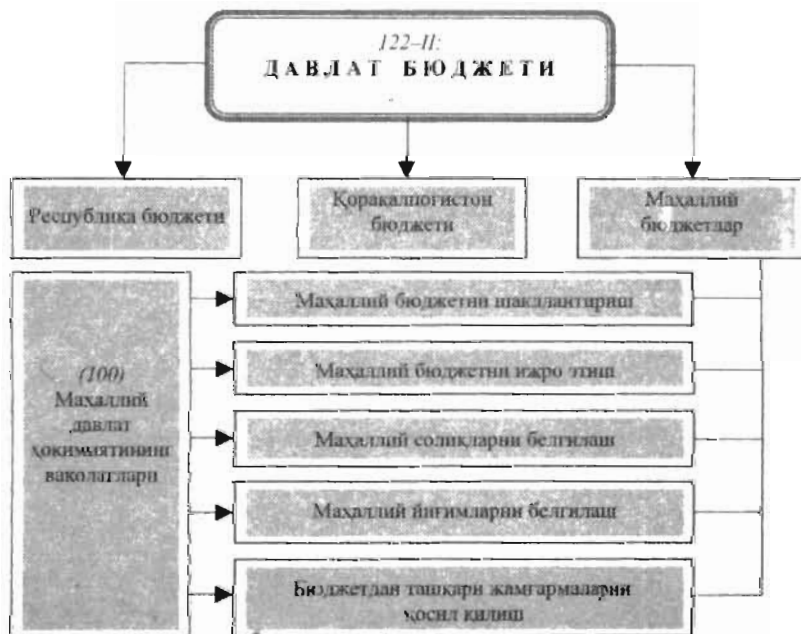 122–II:
ДАВЛАТ БЮДЖЕТИ
Республика бюджети
Қорақалпоғистон
бюджети
Маҳаллий
бюджетлар
(100)
Маҳаллий
давлат
ҳокимиятининг
ваколатлари
Маҳаллий бюджетни шакллантириш
Маҳаллий бюджетни ижро этиш
Маҳаллий солиқларни белгилаш
Маҳаллий йиғимларни белгилаш
Бюджетдан ташқари жамғармаларни
ҳосил қилиш